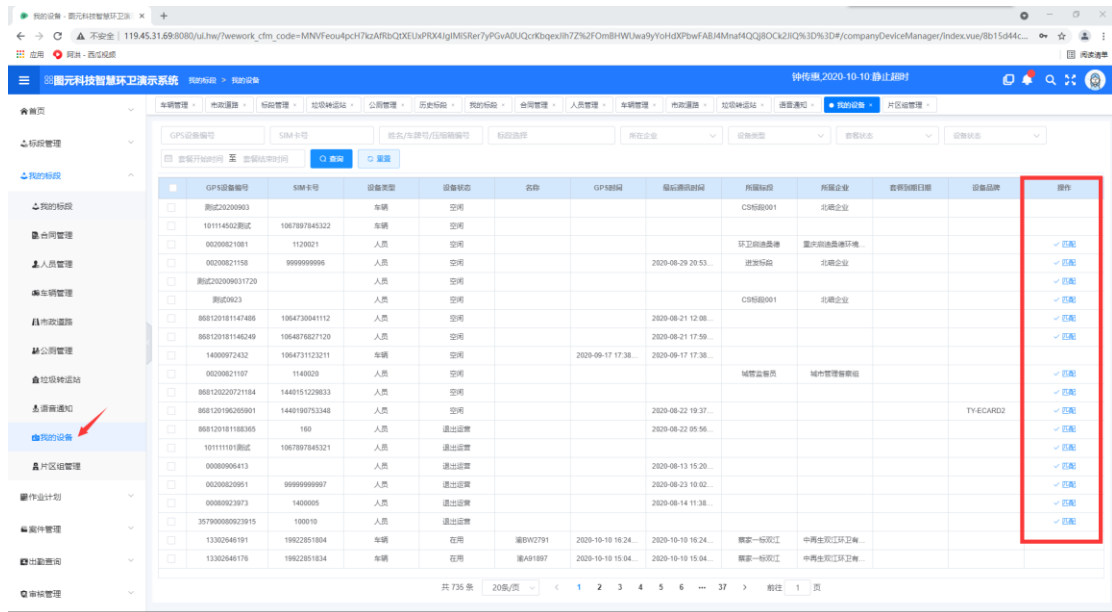 我的设备 - 图元科技智慧环卫演 × +
不安全 | 119.45.31.69:8080/ul.hw/?wework_cfm_code=MNVFeou4pcH7kzAfRbQtXEUxPRX4JgIMISRer7yPGvA0UQcrKbqexJih7Z%2FOmBHWUwa9yYoHdXPbwFABJ4Mnaf4QQj8OCk2JIQ%3D%3D#/companyDeviceManager/Index.vue/8b15d44c...
应用 阿洪 - 西瓜视频 阅读清单
图元科技智慧环卫演示系统 我的标段 > 我的设备 钟传惠,2020-10-10 静止超时
首页
车辆管理 × 市政道路 × 标段管理 × 垃圾转运站 × 公厕管理 × 历史标段 × 我的标段 × 合同管理 × 人员管理 × 车辆管理 × 市政道路 × 垃圾转运站 × 语音通知 × 我的设备 × 片区组管理 ×
标段管理
我的标段
我的标段
合同管理
人员管理
车辆管理
市政道路
公厕管理
垃圾转运站
语音通知
我的设备
片区组管理
作业计划
案件管理
出勤查询
审核管理
GPS设备编号 SIM卡号 姓名/车牌号/压缩箱编号 标段选择 所在企业 设备类型 套餐状态 设备状态
套餐开始时间 至 套餐结束时间 查询 重置
GPS设备编号 SIM卡号 设备类型 设备状态 名称 GPS时间 最后通讯时间 所属标段 所属企业 套餐到期日期 设备品牌 操作
测试20200903 车辆 空闲 CS标段001 北碚企业
101114502测试 1067897845322 车辆 空闲
00200821081 1120021 人员 空闲 环卫启迪桑德 重庆启迪桑德环境... 匹配
00200821158 9999999996 人员 空闲 2020-08-29 20:53... 进发标段 北碚企业 匹配
测试202009031720 人员 空闲 匹配
测试0923 人员 空闲 CS标段001 北碚企业 匹配
868120181147486 1064730041112 人员 空闲 2020-08-21 12:08... 匹配
868120181146249 1064876827120 人员 空闲 2020-08-21 17:59... 匹配
14000972432 1064731123211 车辆 空闲 2020-09-17 17:38... 2020-09-17 17:38...
00200821107 1140020 人员 空闲 城管监督员 城市管理督察组 匹配
868120220721184 1440151229833 人员 空闲 匹配
868120196265901 1440190753348 人员 空闲 2020-08-22 19:37... TY-ECARD2 匹配
868120181188365 160 人员 退出运营 2020-08-22 05:56... 匹配
101111101测试 1067897845321 人员 退出运营 匹配
00080906413 人员 退出运营 2020-08-13 15:20... 匹配
00200820951 99999999997 人员 退出运营 2020-08-23 10:02... 匹配
00080923973 1400005 人员 退出运营 2020-08-14 11:38... 匹配
357900080923915 100010 人员 退出运营 匹配
13302646191 19922851804 车辆 在用 渝BW2791 2020-10-10 16:24... 2020-10-10 16:24... 蔡家一标双江 中再生双江环卫有...
13302646176 19922851534 车辆 在用 渝A91897 2020-10-10 15:04... 2020-10-10 15:04... 蔡家一标双江 中再生双江环卫有...
共 735 条 20条/页 < 1 2 3 4 5 6 ... 37 > 前往 1 页